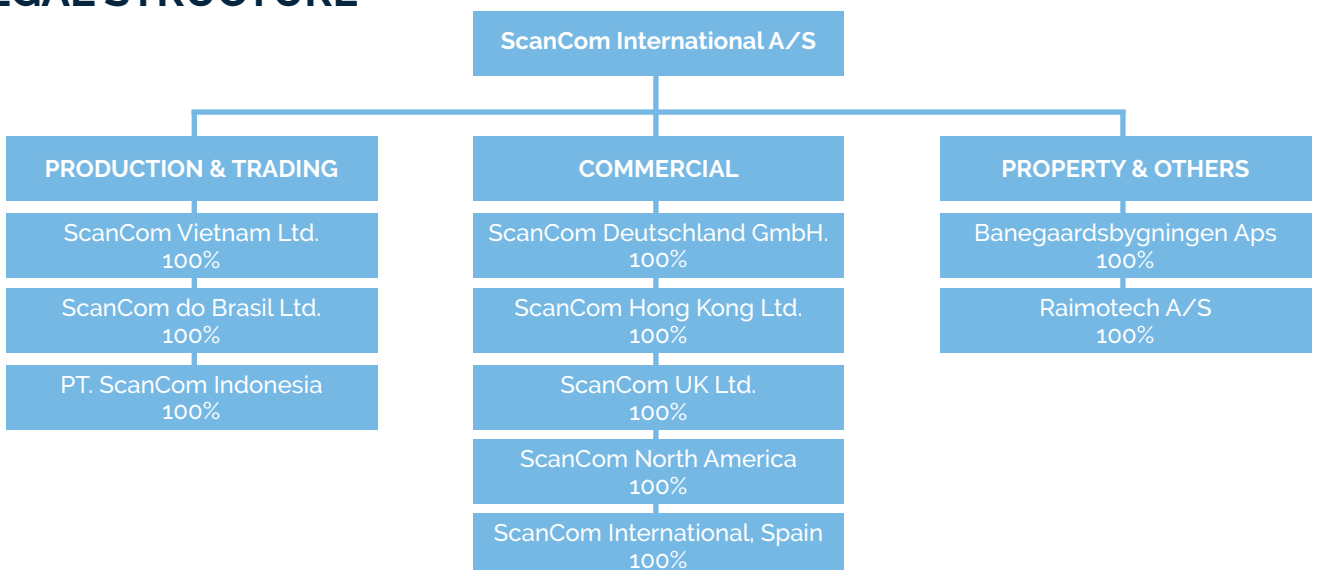 EGAL STRUCTURE
ScanCom International A/S
PRODUCTION & TRADING
ScanCom Vietnam Ltd.
100%
ScanCom do Brasil Ltd.
100%
PT. ScanCom Indonesia
100%
COMMERCIAL
ScanCom Deutschland GmbH.
100%
ScanCom Hong Kong Ltd.
100%
ScanCom UK Ltd.
100%
ScanCom North America
100%
ScanCom International, Spain
100%
PROPERTY & OTHERS
Banegaardsbygningen Aps
100%
Raimotech A/S
100%